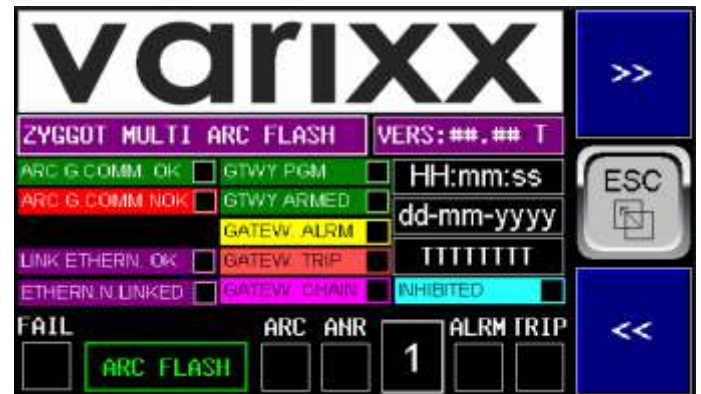 varixx
>>
ZYGGOT MULTI ARC FLASH
VERS:##.## T
ARC G.COMM. OK
GTWY PGM
HH:mm:ss
ESC
ARC G.COMM NOK
GTWY ARMED
dd-mm-yyyy
GATEW. ALRM
LINK ETHERN. OK
GATEW. TRIP
TTTTTTTT
ETHERN.N.LINKED
GATEW. CHAIN
INHIBITED
FAIL
ARC
ANR
ALRM
TRIP
<<
ARC FLASH
1